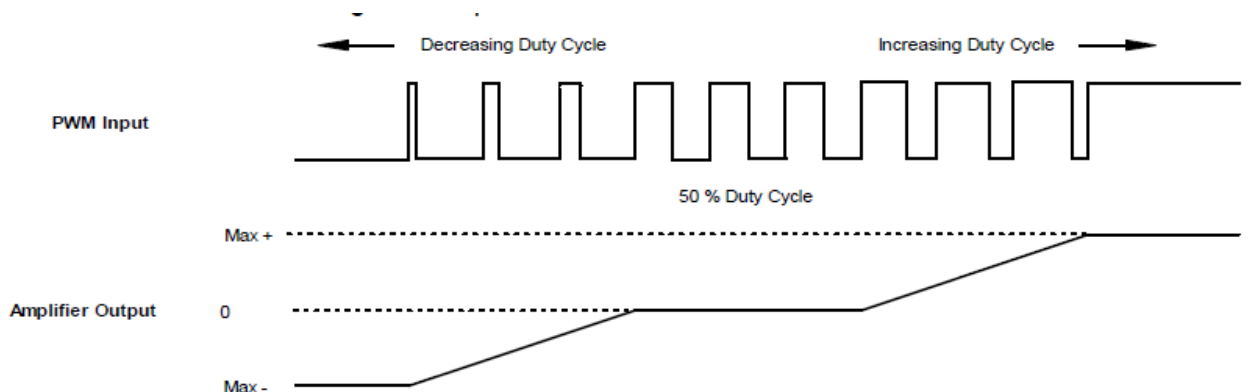 Decreasing Duty Cycle
Increasing Duty Cycle
PWM Input
50 % Duty Cycle
Max +
Amplifier Output
0
Max -